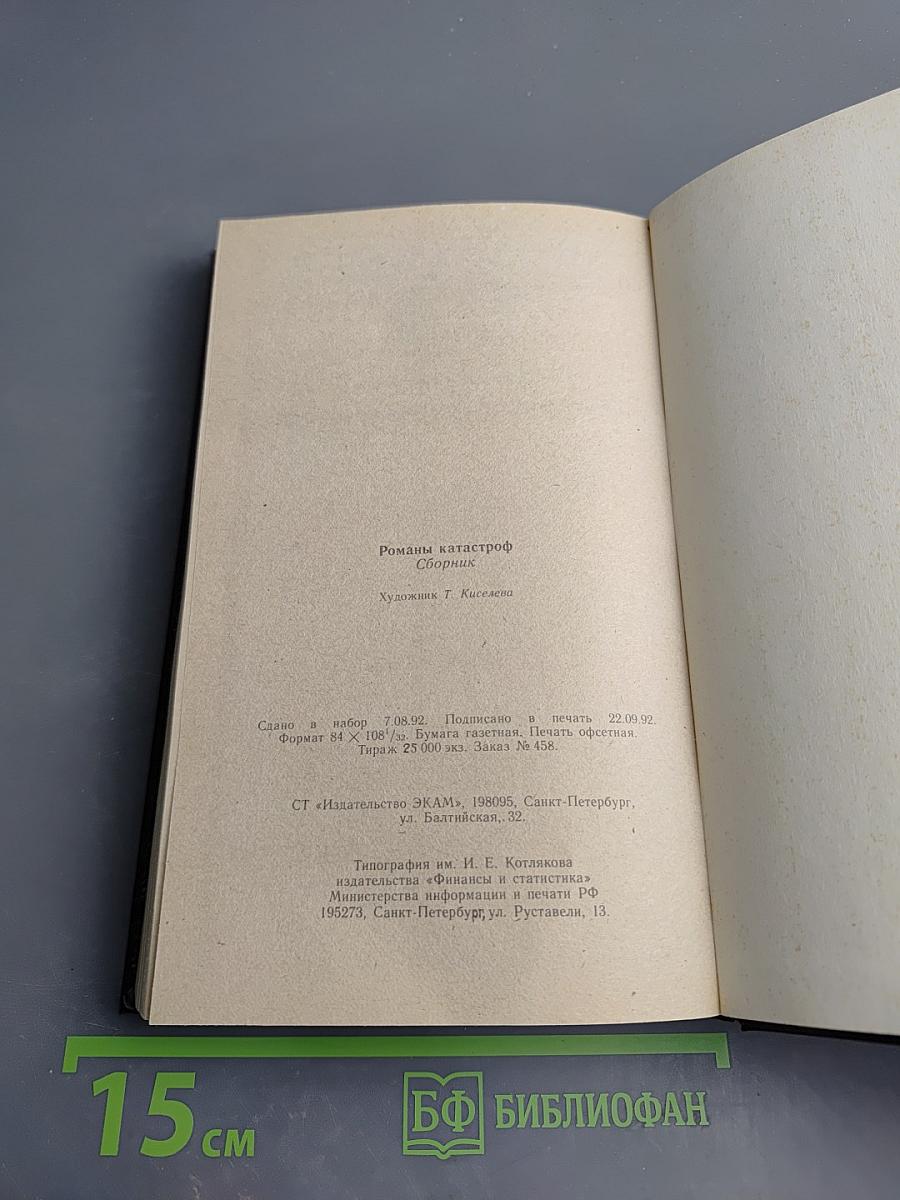 Романы катастроф
Сборник
Художник Т. Киселева
Сдано в набор 7.08.92. Подписано в печать 22.09.92.
Формат 84 × 108¹/₃₂. Бумага газетная. Печать офсетная.
Тираж 25 000 экз. Заказ № 458.
СТ «Издательство ЭКАМ», 198095, Санкт-Петербург,
ул. Балтийская, 32.
Типография им. И. Е. Котлякова
издательства «Финансы и статистика»
Министерства информации и печати РФ
195273, Санкт-Петербург, ул. Руставели, 13.
15 см
БФ БИБЛИОФАН